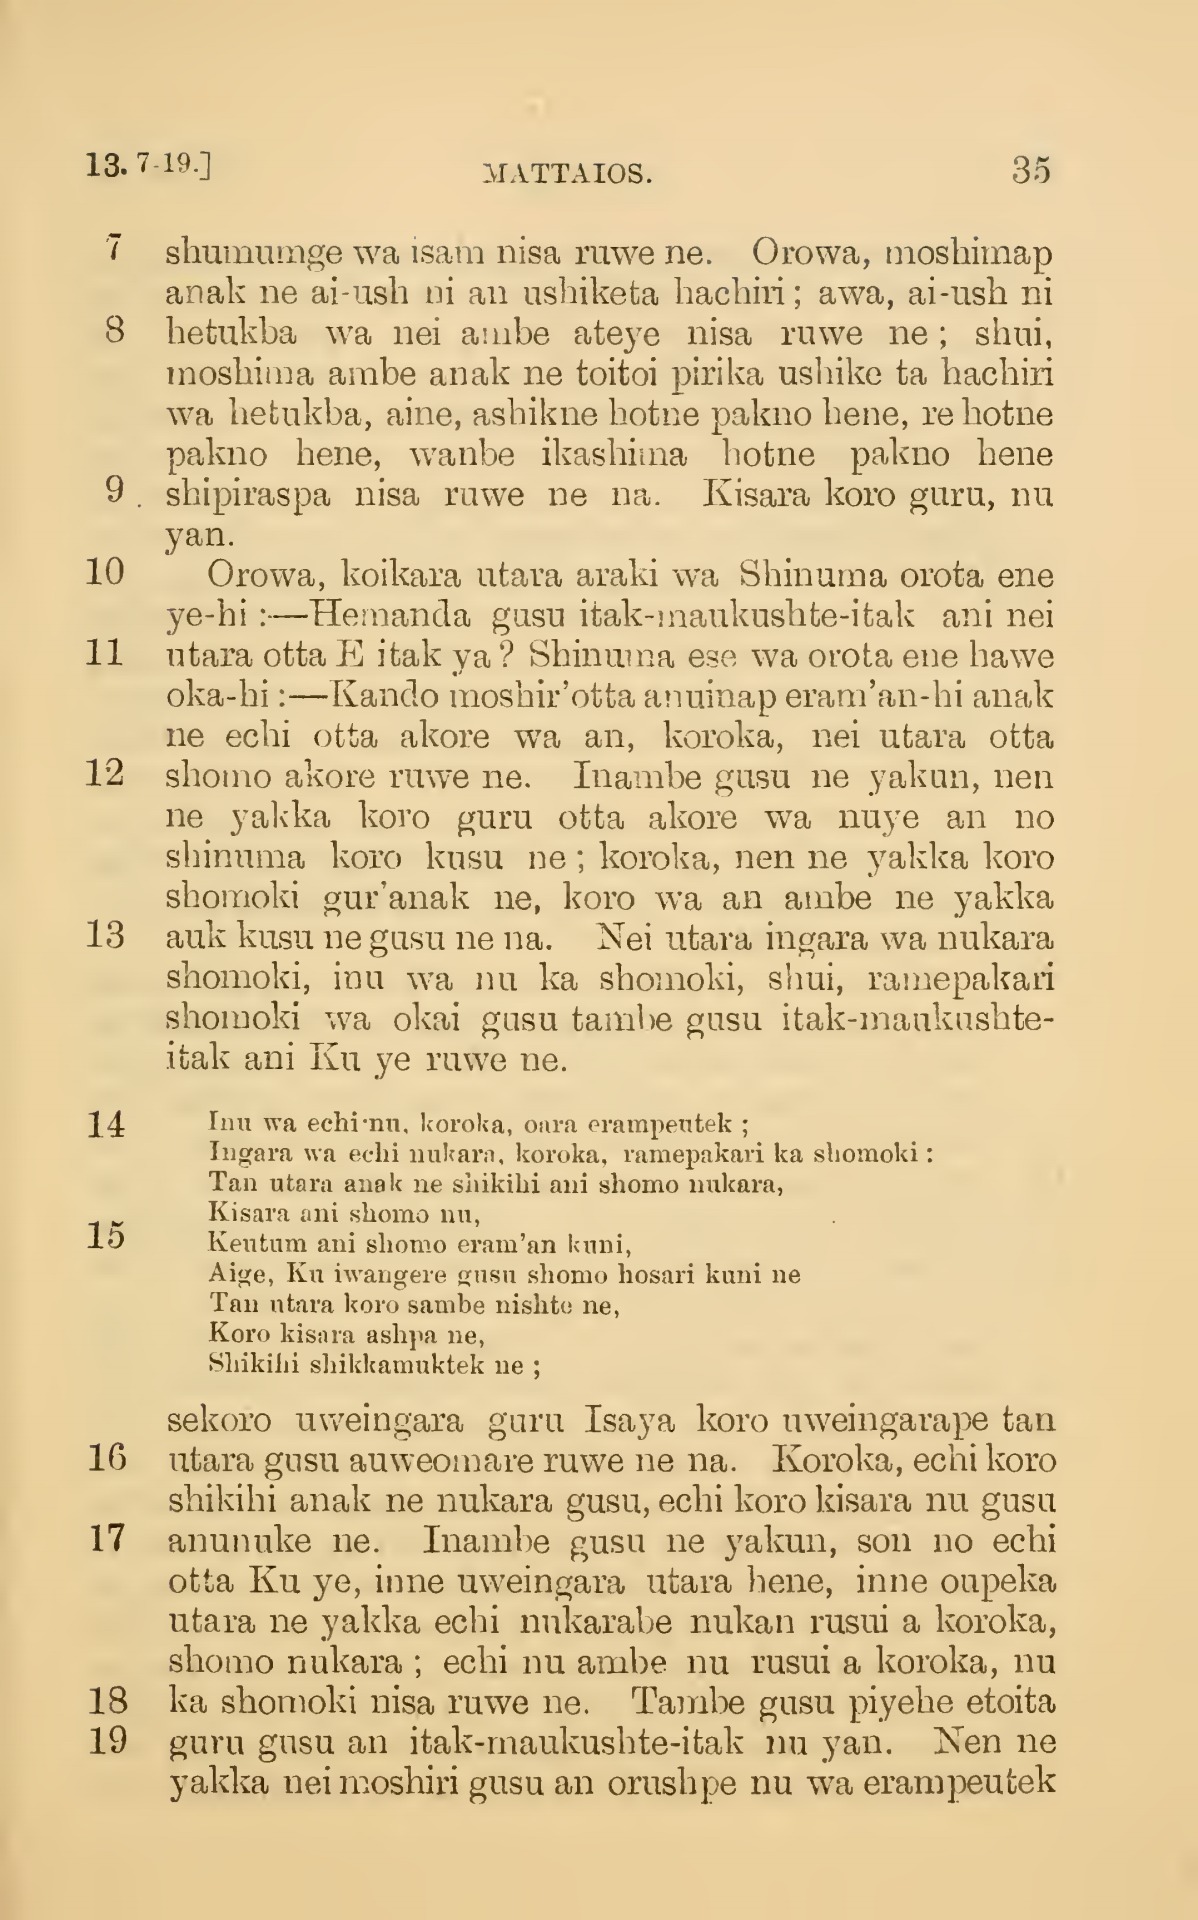 13. 7-19.] MATTAIOS. 35
7 shumumge wa isam nisa ruwe ne. Orowa, moshimap
anak ne ai-ush ni an ushiketa hachiri; awa, ai-ush ni
8 hetukba wa nei ambe ateye nisa ruwe ne; shui,
moshima ambe anak ne toitoi pirika ushike ta hachiri
wa hetukba, aine, ashikne hotne pakno hene, re hotne
pakno hene, wanbe ikashima hotne pakno hene
9 shipiraspa nisa ruwe ne na. Kisara koro guru, nu
yan.
10 Orowa, koikara utara araki wa Shinuma orota ene
ye-hi:—Hemanda gusu itak-maukushte-itak ani nei
11 utara otta E itak ya? Shinuma ese wa orota ene hawe
oka-hi:—Kando moshir'otta anuinap eram'an-hi anak
ne echi otta akore wa an, koroka, nei utara otta
12 shomo akore ruwe ne. Inambe gusu ne yakun, nen
ne yakka koro guru otta akore wa nuye an no
shinuma koro kusu ne; koroka, nen ne yakka koro
shomoki gur'anak ne, koro wa an ambe ne yakka
13 auk kusu ne gusu ne na. Nei utara ingara wa nukara
shomoki, inu wa nu ka shomoki, shui, ramepakari
shomoki wa okai gusu tambe gusu itak-maukushte-
itak ani Ku ye ruwe ne.
14 Inu wa echi-nu, koroka, oara erampeutek;
Ingara wa echi nukara, koroka, ramepakari ka shomoki:
Tan utara anak ne shikihi ani shomo nukara,
Kisara ani shomo nu,
15 Keutum ani shomo eram'an kuni,
Aige, Ku iwangere gusu shomo hosari kuni ne
Tan utara koro sambe nishte ne,
Koro kisara ashpa ne,
Shikihi shikkamuktek ne;
sekoro uweingara guru Isaya koro uweingarape tan
16 utara gusu auweomare ruwe ne na. Koroka, echi koro
shikihi anak ne nukara gusu, echi koro kisara nu gusu
17 anunuke ne. Inambe gusu ne yakun, son no echi
otta Ku ye, inne uweingara utara hene, inne oupeka
utara ne yakka echi nukarabe nukan rusui a koroka,
shomo nukara; echi nu ambe nu rusui a koroka, nu
18 ka shomoki nisa ruwe ne. Tambe gusu piyehe etoita
19 guru gusu an itak-maukushte-itak nu yan. Nen ne
yakka nei moshiri gusu an orushpe nu wa erampeutek